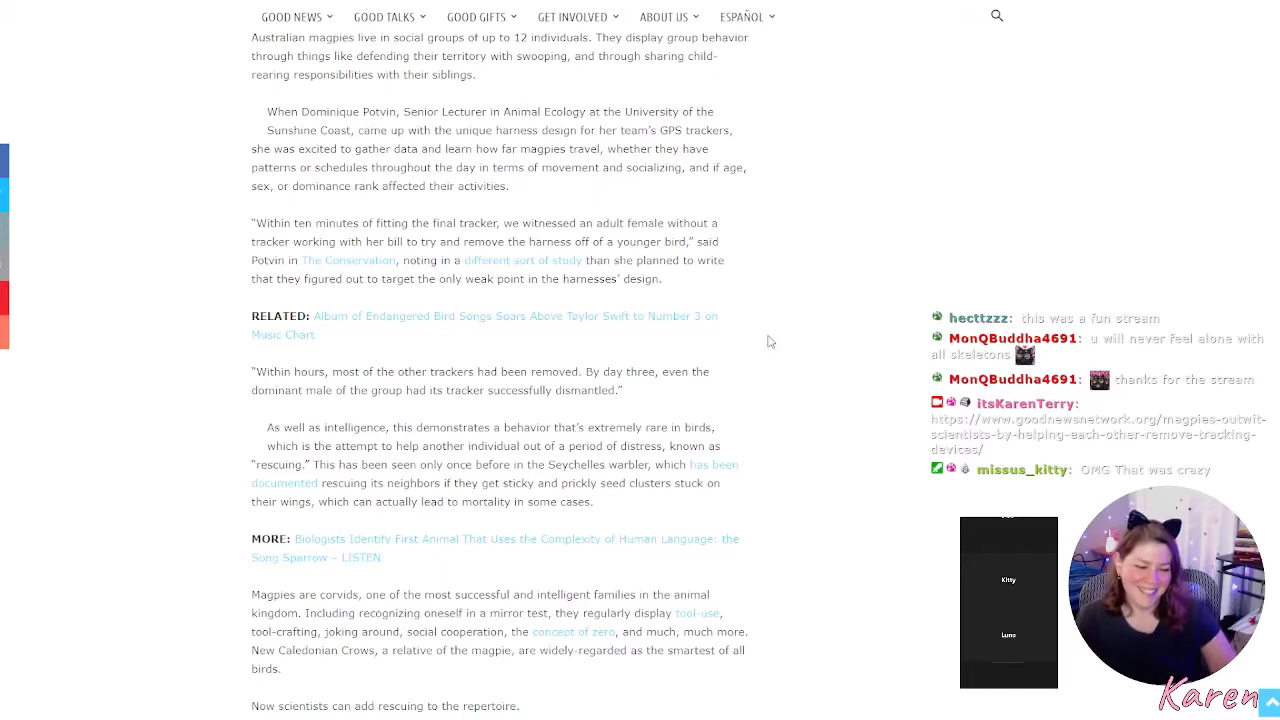 GOOD NEWS GOOD TALKS GOOD GIFTS GET INVOLVED ABOUT US ESPAÑOL
Australian magpies live in social groups of up to 12 individuals. They display group behavior
through things like defending their territory with swooping, and through sharing child-
rearing responsibilities with their siblings.
When Dominique Potvin, Senior Lecturer in Animal Ecology at the University of the
Sunshine Coast, came up with the unique harness design for her team's GPS trackers,
she was excited to gather data and learn how far magpies travel, whether they have
patterns or schedules throughout the day in terms of movement and socializing, and if age,
sex, or dominance rank affected their activities.
“Within ten minutes of fitting the final tracker, we witnessed an adult female without a
tracker working with her bill to try and remove the harness off of a younger bird,” said
Potvin in The Conservation, noting in a different sort of study than she planned to write
that they figured out to target the only weak point in the harnesses’ design.
RELATED: Album of Endangered Bird Songs Soars Above Taylor Swift to Number 3 on
Music Chart
“Within hours, most of the other trackers had been removed. By day three, even the
dominant male of the group had its tracker successfully dismantled.”
As well as intelligence, this demonstrates a behavior that’s extremely rare in birds,
which is the attempt to help another individual out of a period of distress, known as
“rescuing.” This has been seen only once before in the Seychelles warbler, which has been
documented rescuing its neighbors if they get sticky and prickly seed clusters stuck on
their wings, which can actually lead to mortality in some cases.
MORE: Biologists Identify First Animal That Uses the Complexity of Human Language: the
Song Sparrow – LISTEN
Magpies are corvids, one of the most successful and intelligent families in the animal
kingdom. Including recognizing oneself in a mirror test, they regularly display tool-use,
tool-crafting, joking around, social cooperation, the concept of zero, and much, much more.
New Caledonian Crows, a relative of the magpie, are widely-regarded as the smartest of all
birds.
Now scientists can add rescuing to the repertoire.
hecttzzz: this was a fun stream
MonQBuddha4691: u will never feel alone with
all skeletons
MonQBuddha4691: thanks for the stream
itsKarenTerry:
https://www.goodnewsnetwork.org/magpies-outwit-
scientists-by-helping-each-other-remove-tracking-
devices/
missus_kitty: OMG That was crazy
Kitty
Luna
Karen